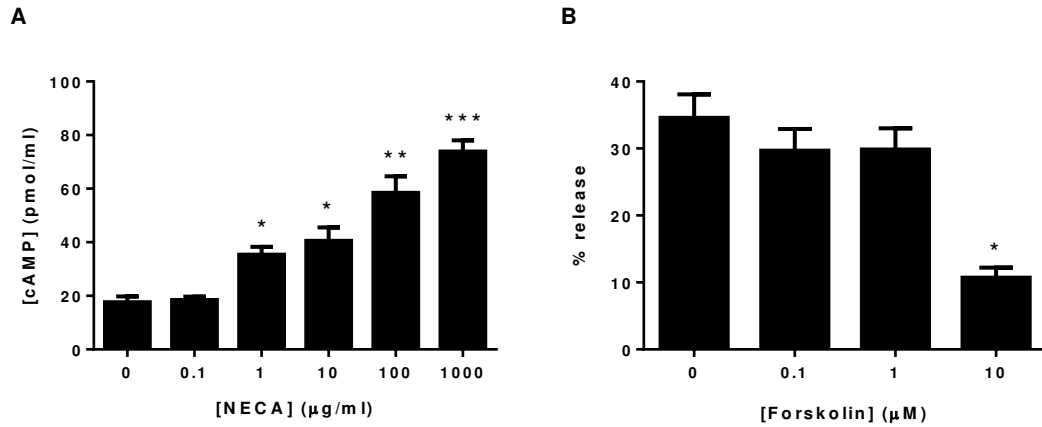 A
B
100
80
60
40
20
0
[cAMP] (pmol/ml)
*
*
**
***
0 0.1 1 10 100 1000
[NECA] (μg/ml)
40
30
20
10
0
% release
*
0 0.1 1 10
[Forskolin] (μM)